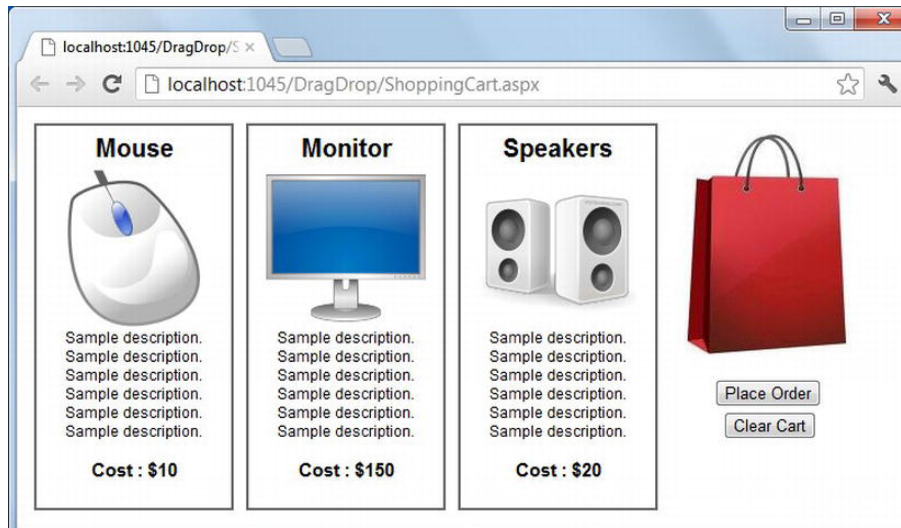 localhost:1045/DragDrop/S
localhost:1045/DragDrop/ShoppingCart.aspx
Mouse
Monitor
Speakers
Sample description.
Sample description.
Sample description.
Sample description.
Sample description.
Sample description.
Cost : $10
Sample description.
Sample description.
Sample description.
Sample description.
Sample description.
Sample description.
Cost : $150
Sample description.
Sample description.
Sample description.
Sample description.
Sample description.
Sample description.
Cost : $20
Place Order
Clear Cart